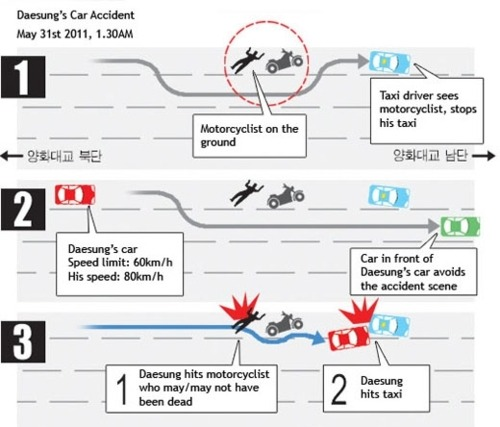 Daesung's Car Accident
May 31st 2011, 1.30AM
1
Motorcyclist on the
ground
Taxi driver sees
motorcyclist, stops
his taxi
양화대교 북단
양화대교 남단
2
Daesung's car
Speed limit: 60km/h
His speed: 80km/h
Car in front of
Daesung's car avoids
the accident scene
3
1
Daesung hits motorcyclist
who may/may not have
been dead
2
Daesung
hits taxi